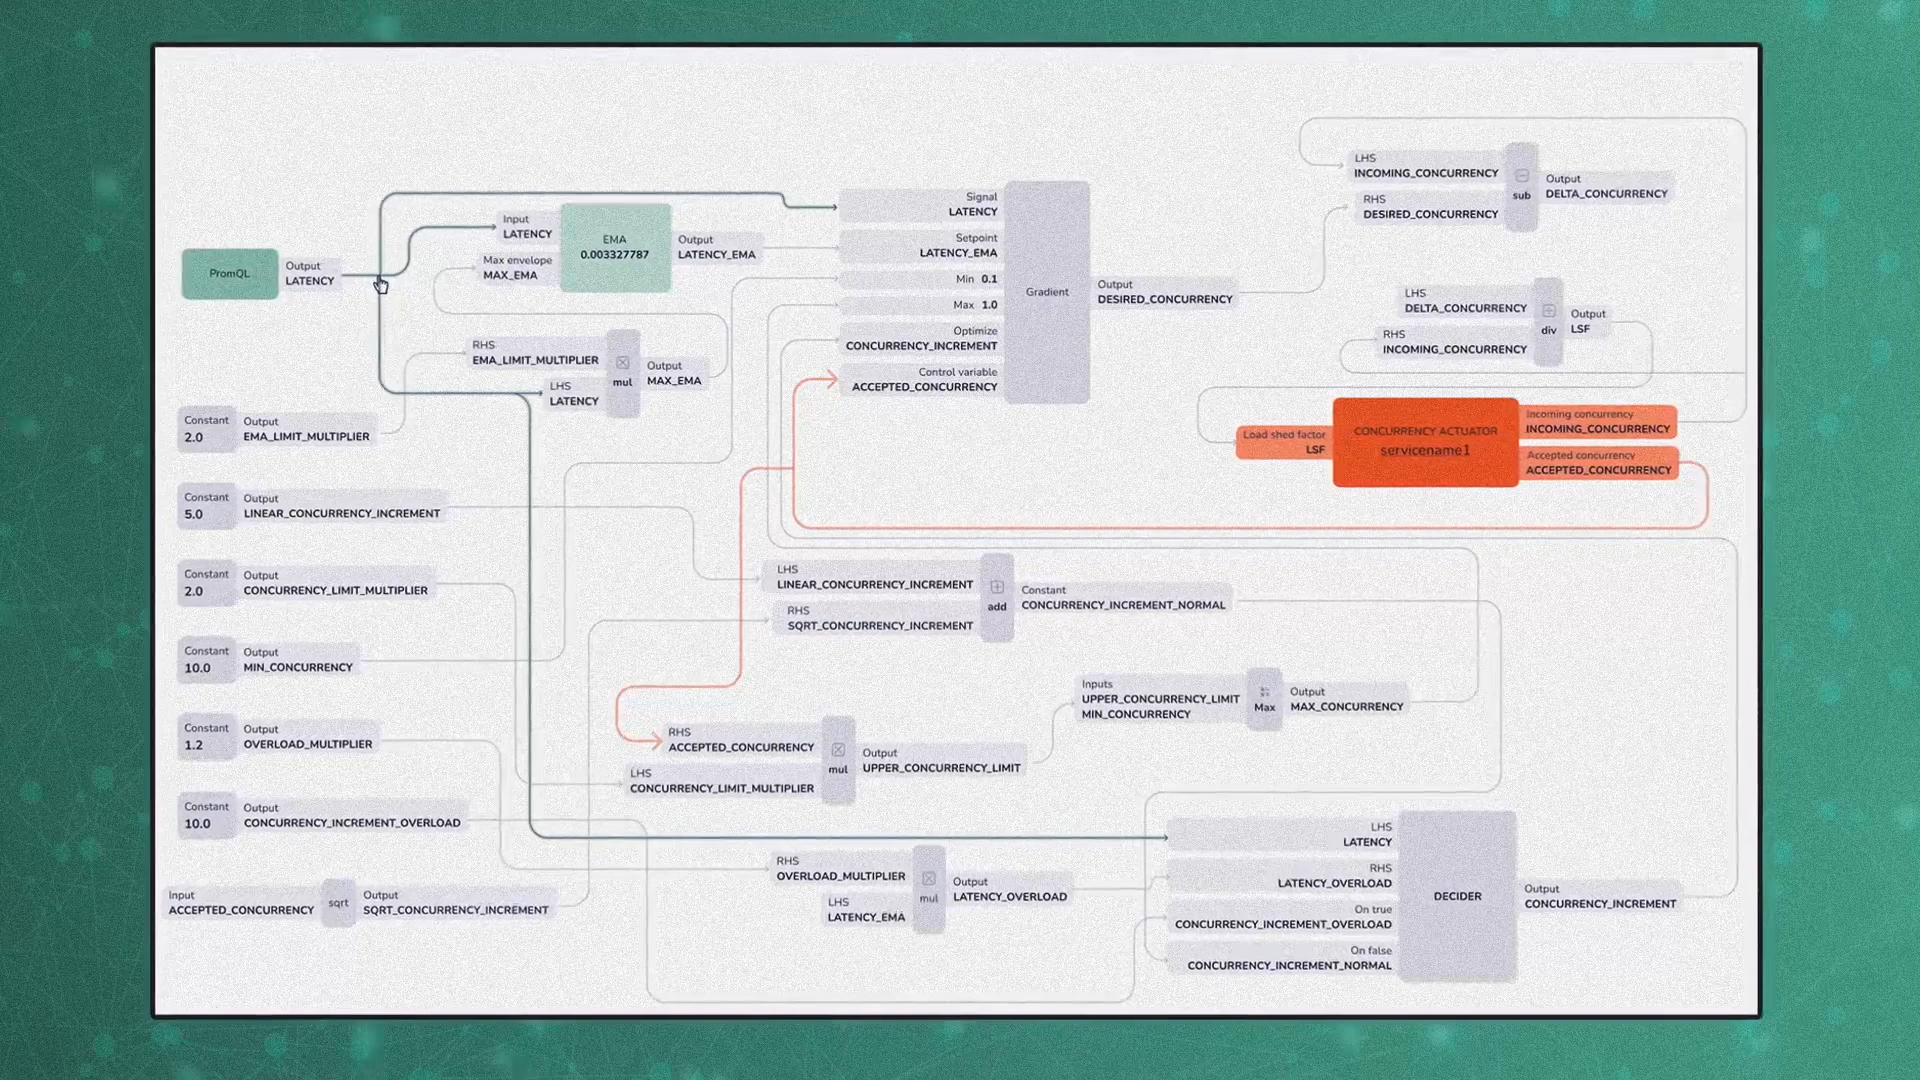 PromQL
Output
LATENCY
Input
LATENCY
Max envelope
MAX_EMA
EMA
0.003327787
Output
LATENCY_EMA
RHS
EMA_LIMIT_MULTIPLIER
LHS
LATENCY
mul
Output
MAX_EMA
Signal
LATENCY
Setpoint
LATENCY_EMA
Min 0.1
Max 1.0
Optimize
CONCURRENCY_INCREMENT
Control variable
ACCEPTED_CONCURRENCY
Gradient
Output
DESIRED_CONCURRENCY
LHS
INCOMING_CONCURRENCY
RHS
DESIRED_CONCURRENCY
sub
Output
DELTA_CONCURRENCY
LHS
DELTA_CONCURRENCY
RHS
INCOMING_CONCURRENCY
div
Output
LSF
Load shed factor
LSF
CONCURRENCY ACTUATOR
servicename1
Incoming concurrency
INCOMING_CONCURRENCY
Accepted concurrency
ACCEPTED_CONCURRENCY
Constant
2.0
Output
EMA_LIMIT_MULTIPLIER
Constant
5.0
Output
LINEAR_CONCURRENCY_INCREMENT
Constant
2.0
Output
CONCURRENCY_LIMIT_MULTIPLIER
Constant
10.0
Output
MIN_CONCURRENCY
Constant
1.2
Output
OVERLOAD_MULTIPLIER
Constant
10.0
Output
CONCURRENCY_INCREMENT_OVERLOAD
Input
ACCEPTED_CONCURRENCY
sqrt
Output
SQRT_CONCURRENCY_INCREMENT
LHS
LINEAR_CONCURRENCY_INCREMENT
RHS
SQRT_CONCURRENCY_INCREMENT
add
Constant
CONCURRENCY_INCREMENT_NORMAL
RHS
ACCEPTED_CONCURRENCY
LHS
CONCURRENCY_LIMIT_MULTIPLIER
mul
Output
UPPER_CONCURRENCY_LIMIT
Inputs
UPPER_CONCURRENCY_LIMIT
MIN_CONCURRENCY
Max
Output
MAX_CONCURRENCY
RHS
OVERLOAD_MULTIPLIER
LHS
LATENCY_EMA
mul
Output
LATENCY_OVERLOAD
LHS
LATENCY
RHS
LATENCY_OVERLOAD
On true
CONCURRENCY_INCREMENT_OVERLOAD
On false
CONCURRENCY_INCREMENT_NORMAL
DECIDER
Output
CONCURRENCY_INCREMENT